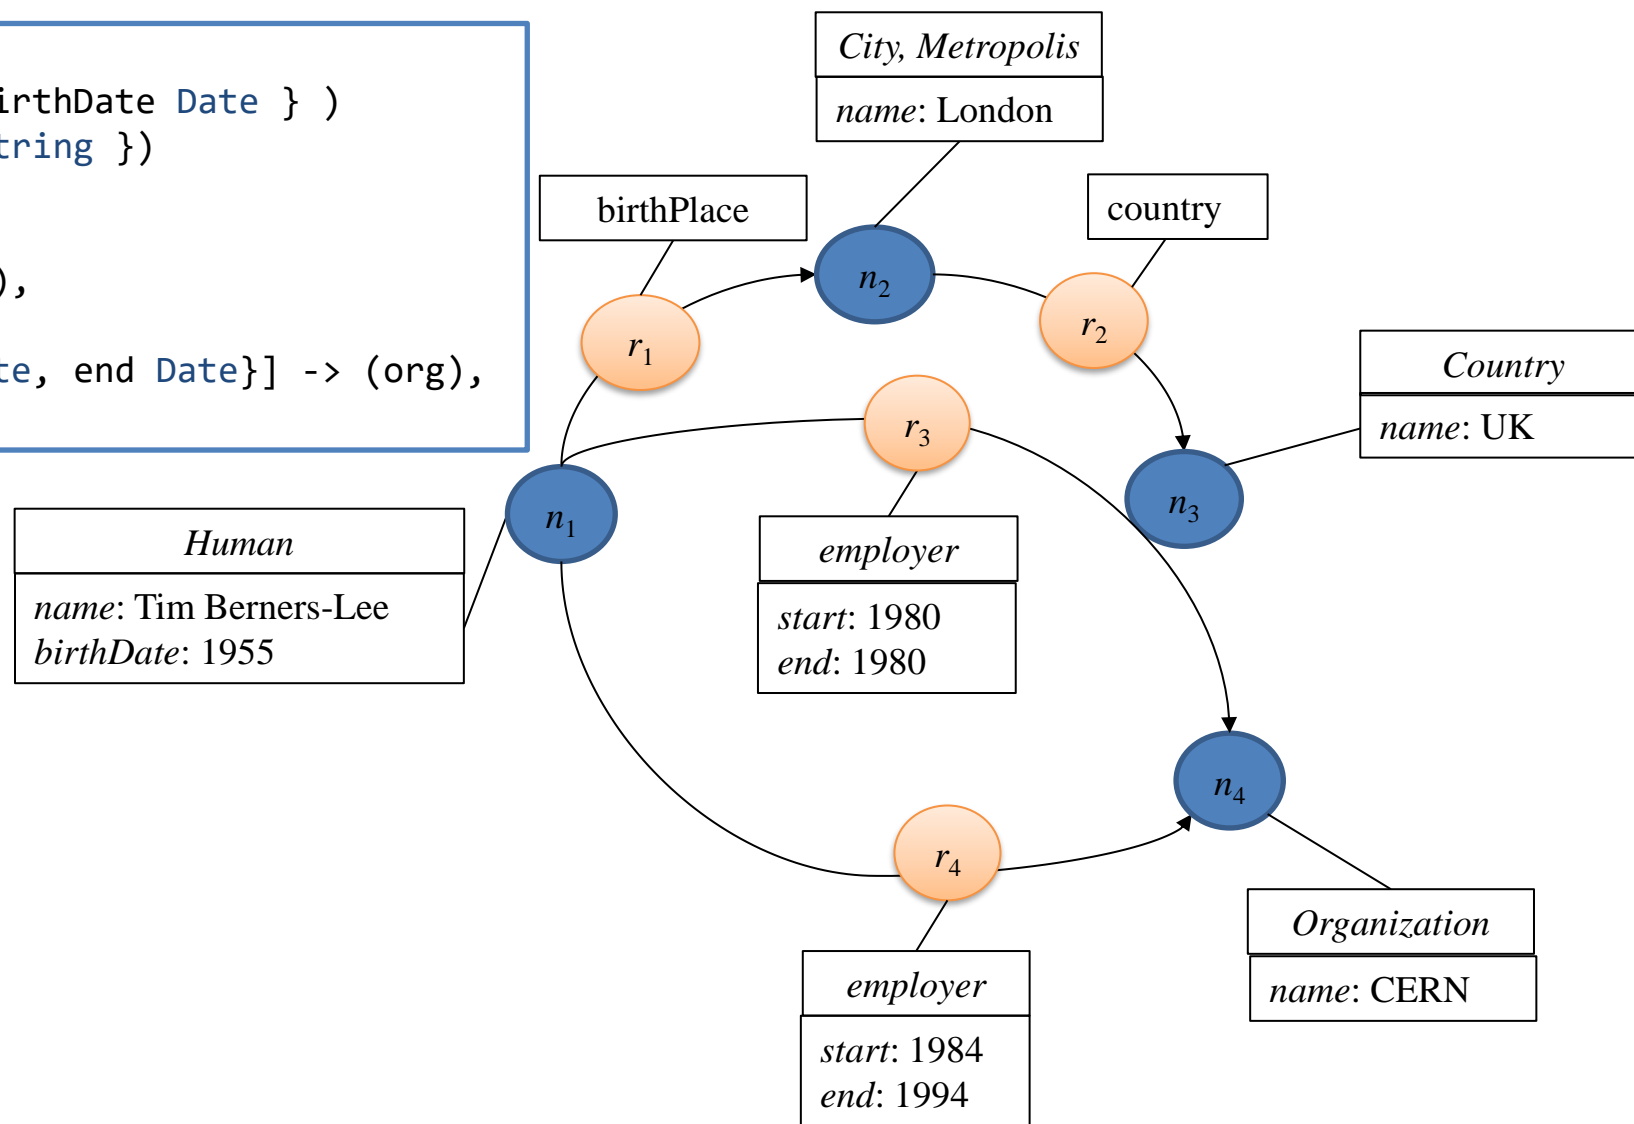 irthDate Date } )
tring })
),
te, end Date}] -> (org),
City, Metropolis
name: London
birthPlace
country
n2
r1
r2
Country
name: UK
r3
n3
n1
Human
name: Tim Berners-Lee
birthDate: 1955
employer
start: 1980
end: 1980
n4
r4
Organization
name: CERN
employer
start: 1984
end: 1994